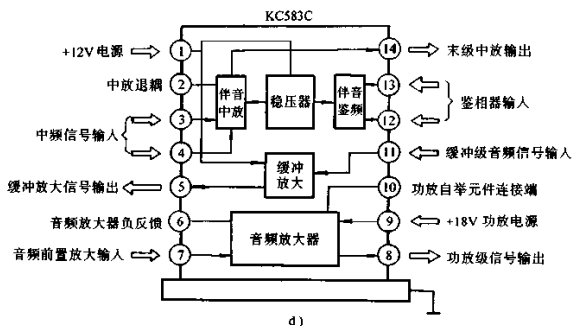 KC583C
+12V 电源
1
14
末级中放输出
中放退耦
2
伴音
中放
稳压器
伴音
鉴频
13
鉴相器输入
3
12
中频信号输入
4
11
缓冲级音频信号输入
缓冲
放大
缓冲放大信号输出
5
10
功放自举元件连接端
音频放大器负反馈
6
音频放大器
9
+18V 功放电源
音频前置放大输入
7
8
功放级信号输出
d)